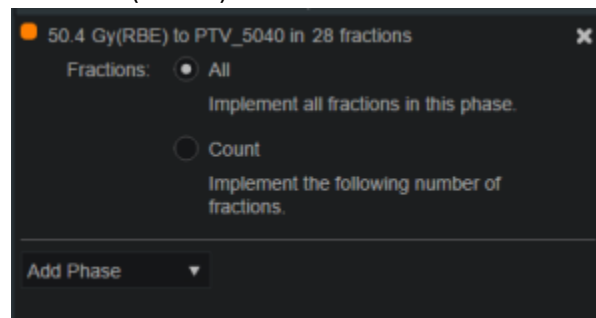 50.4 Gy(RBE) to PTV_5040 in 28 fractions
Fractions:
All
Implement all fractions in this phase.
Count
Implement the following number of
fractions.
Add Phase